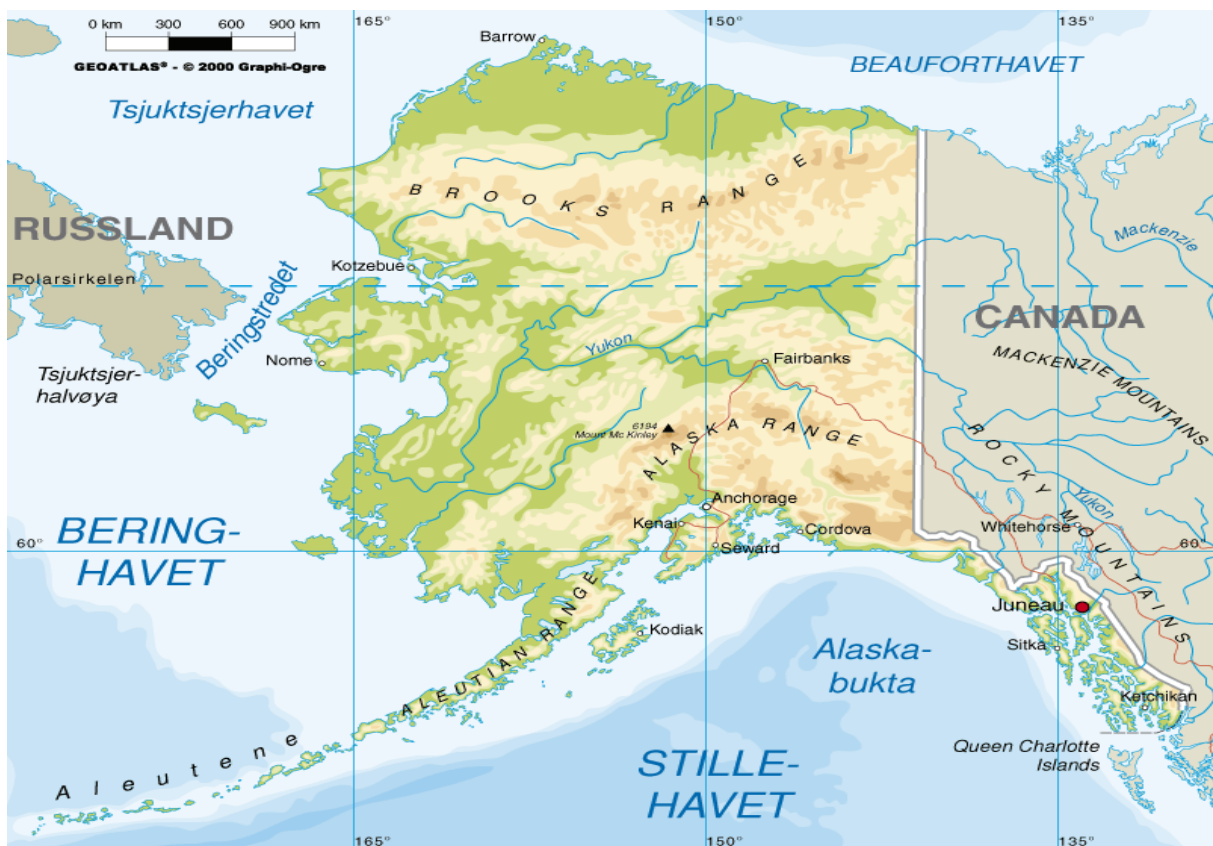 0 km 300 600 900 km
GEOATLAS® - © 2000 Graphi-Ogre
165°
150°
135°
Barrow
BEAUFORTHAVET
Tsjuktsjerhavet
BROOKS RANGE
RUSSLAND
Mackenzie
Kotzebue
Polarsirkelen
Beringstredet
CANADA
Yukon
Nome
Fairbanks
MACKENZIE MOUNTAINS
Tsjuktsjer-
halvøya
6194
Mount Mc Kinley
ALASKA RANGE
ROCKY MOUNTAINS
Anchorage
Yukon
Kenai
Cordova
Whitehorse
BERING-
HAVET
60°
Seward
60°
ALEUTIAN RANGE
Juneau
Kodiak
Alaska-
bukta
Sitka
Ketchikan
Aleutene
STILLE-
HAVET
Queen Charlotte
Islands
165°
150°
135°